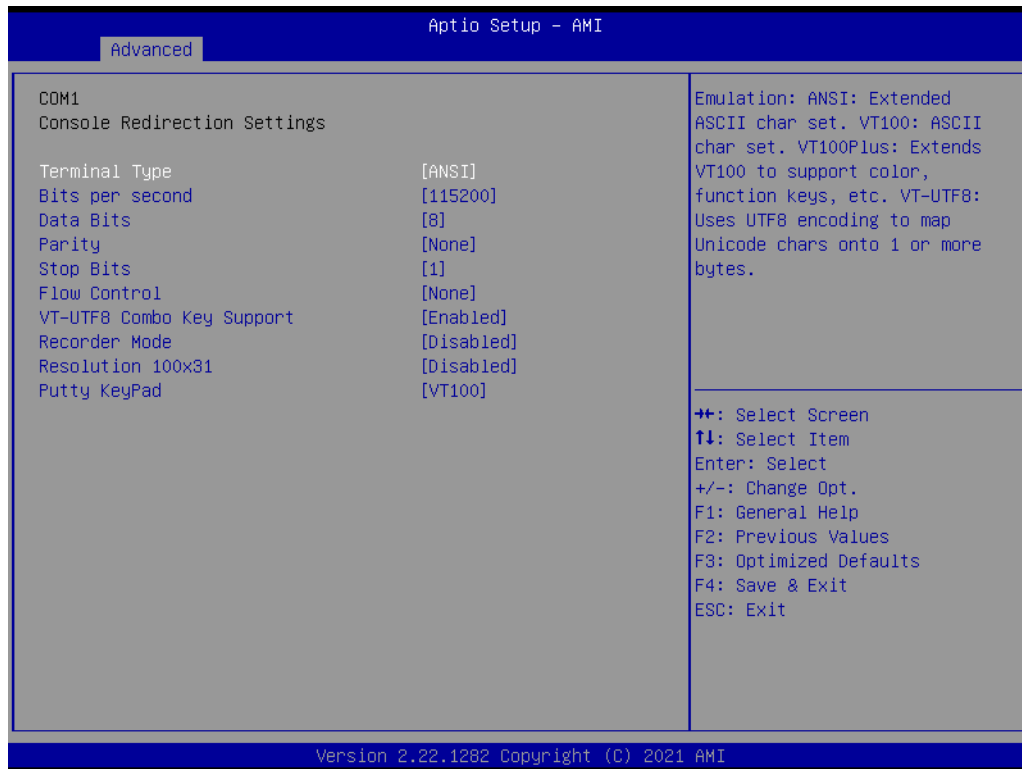 Aptio Setup – AMI
Advanced
COM1
Console Redirection Settings
Terminal Type [ANSI]
Bits per second [115200]
Data Bits [8]
Parity [None]
Stop Bits [1]
Flow Control [None]
VT-UTF8 Combo Key Support [Enabled]
Recorder Mode [Disabled]
Resolution 100x31 [Disabled]
Putty KeyPad [VT100]
Emulation: ANSI: Extended
ASCII char set. VT100: ASCII
char set. VT100Plus: Extends
VT100 to support color,
function keys, etc. VT-UTF8:
Uses UTF8 encoding to map
Unicode chars onto 1 or more
bytes.
→←: Select Screen
↑↓: Select Item
Enter: Select
+/-: Change Opt.
F1: General Help
F2: Previous Values
F3: Optimized Defaults
F4: Save & Exit
ESC: Exit
Version 2.22.1282 Copyright (C) 2021 AMI